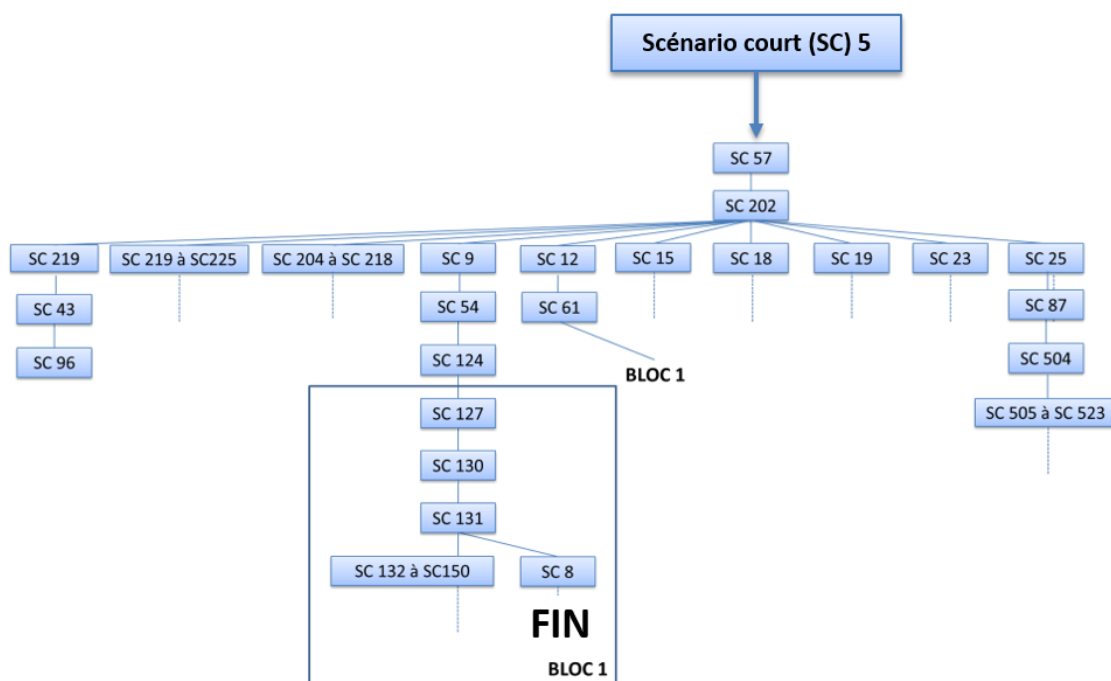 Scénario court (SC) 5
SC 57
SC 202
SC 219
SC 219 à SC225
SC 204 à SC 218
SC 9
SC 12
SC 15
SC 18
SC 19
SC 23
SC 25
SC 43
SC 54
SC 61
SC 87
SC 96
SC 124
BLOC 1
SC 504
SC 127
SC 505 à SC 523
SC 130
SC 131
SC 132 à SC150
SC 8
FIN
BLOC 1